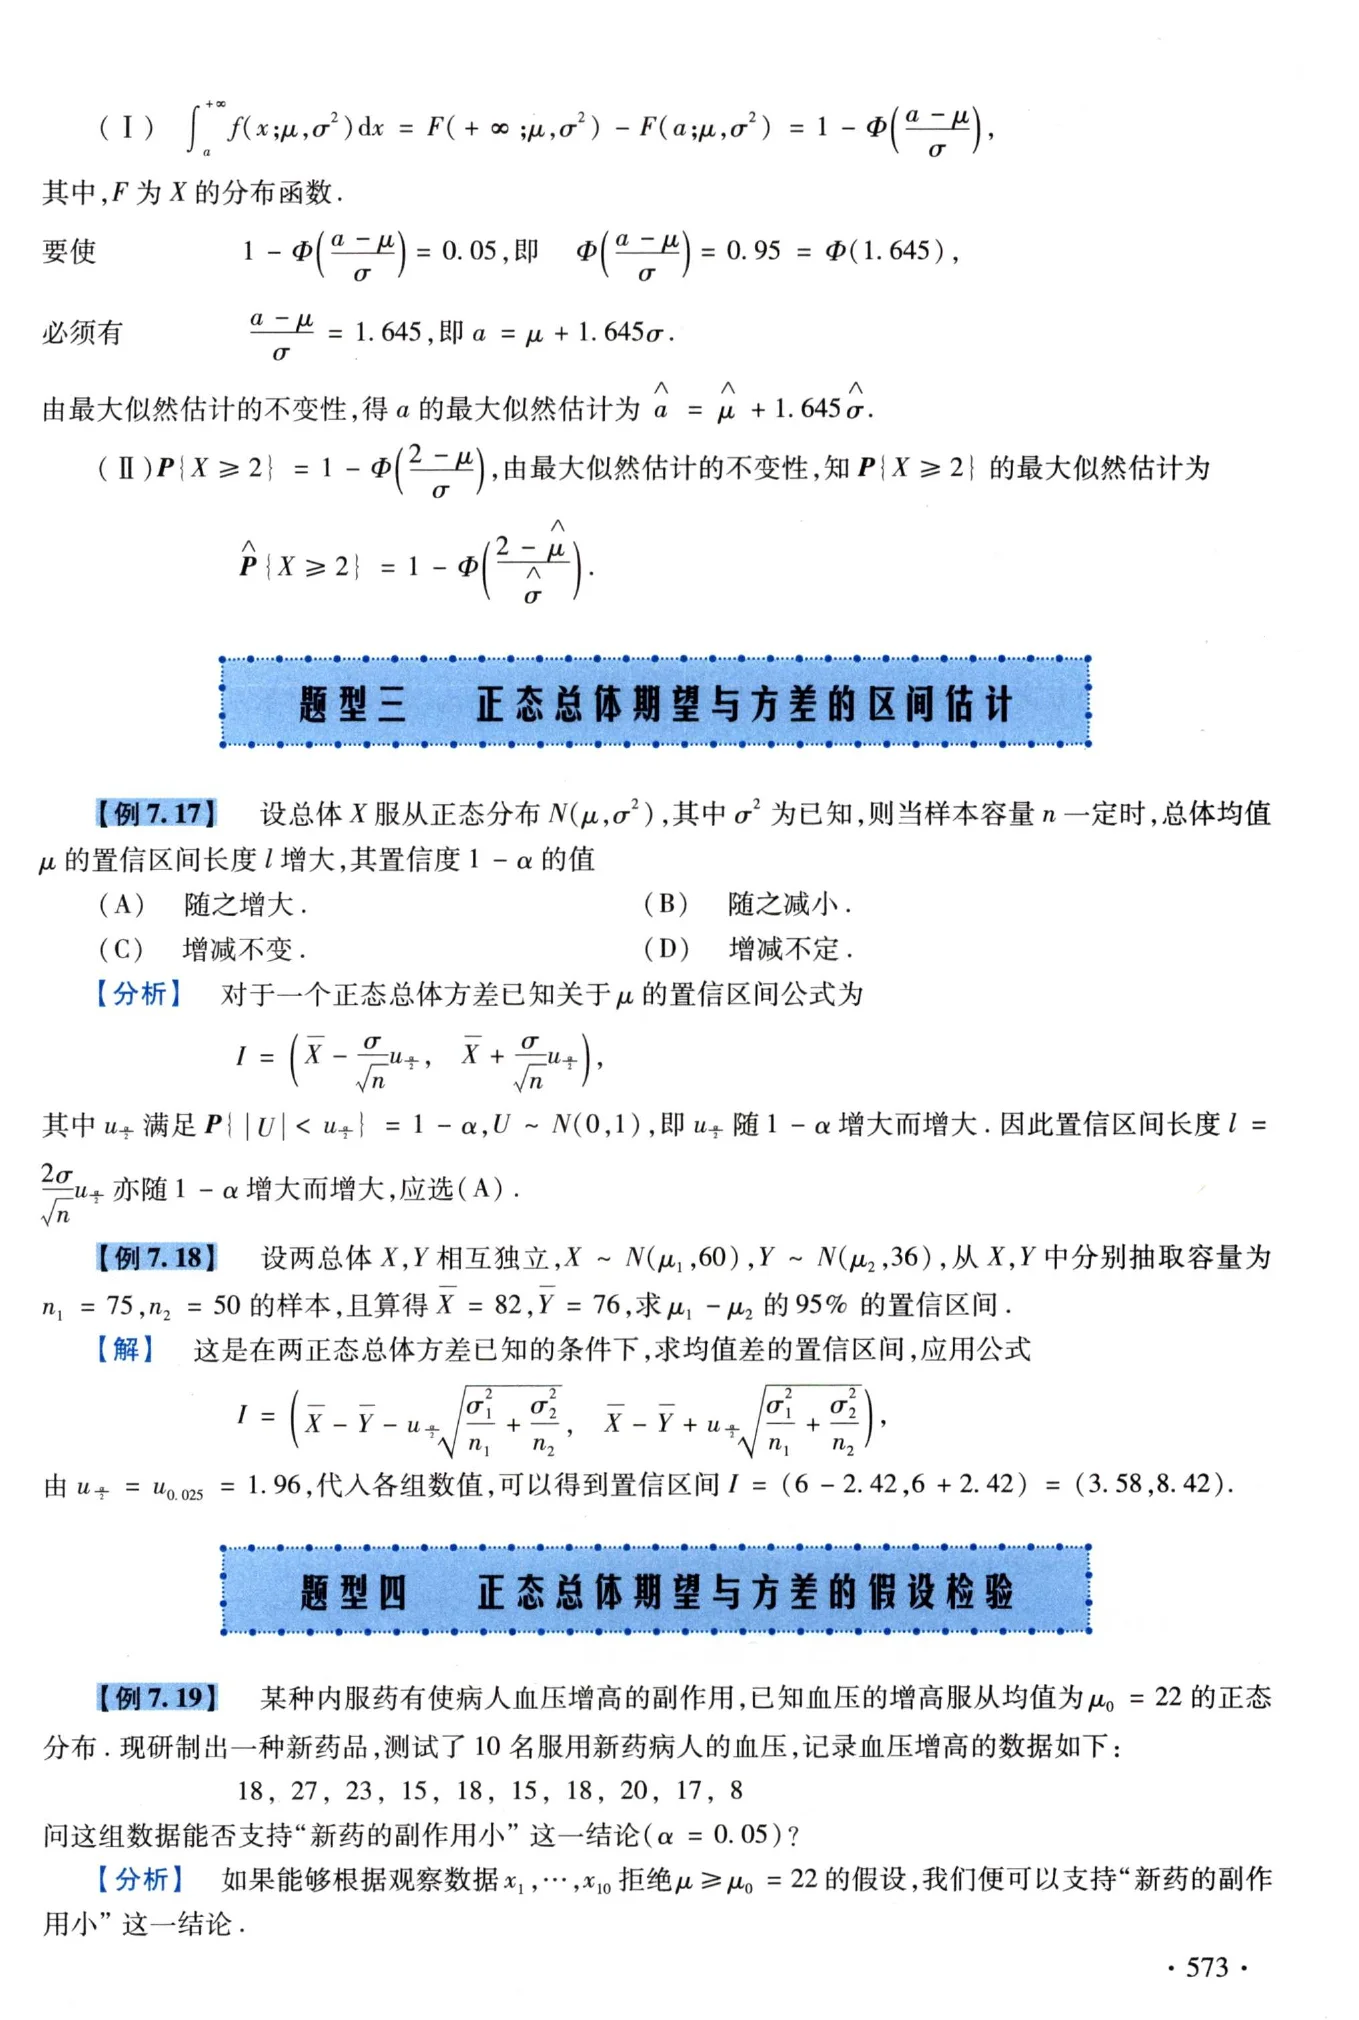 (Ⅰ) $\int_{a}^{+\infty} f(x;\mu,\sigma^2)\mathrm{d}x = F(+\infty;\mu,\sigma^2) - F(a;\mu,\sigma^2) = 1 - \Phi\left(\frac{a-\mu}{\sigma}\right)$,
其中,F 为 X 的分布函数.
要使 $1 - \Phi\left(\frac{a-\mu}{\sigma}\right) = 0.05$,即 $\Phi\left(\frac{a-\mu}{\sigma}\right) = 0.95 = \Phi(1.645)$,
必须有 $\frac{a-\mu}{\sigma} = 1.645$,即 $a = \mu + 1.645\sigma$.
由最大似然估计的不变性,得 a 的最大似然估计为 $\hat{a} = \hat{\mu} + 1.645\hat{\sigma}$.
(Ⅱ)$P\{X \geqslant 2\} = 1 - \Phi\left(\frac{2-\mu}{\sigma}\right)$,由最大似然估计的不变性,知 $P\{X \geqslant 2\}$ 的最大似然估计为
$\hat{P}\{X \geqslant 2\} = 1 - \Phi\left(\frac{2-\hat{\mu}}{\hat{\sigma}}\right)$.
题型三 正态总体期望与方差的区间估计
【例7.17】 设总体 X 服从正态分布 $N(\mu,\sigma^2)$,其中 $\sigma^2$ 为已知,则当样本容量 n 一定时,总体均值
$\mu$ 的置信区间长度 $l$ 增大,其置信度 $1-\alpha$ 的值
(A) 随之增大. (B) 随之减小.
(C) 增减不变. (D) 增减不定.
【分析】 对于一个正态总体方差已知关于 $\mu$ 的置信区间公式为
$I = \left(\overline{X} - \frac{\sigma}{\sqrt{n}}u_{\frac{\alpha}{2}}, \overline{X} + \frac{\sigma}{\sqrt{n}}u_{\frac{\alpha}{2}}\right)$,
其中 $u_{\frac{\alpha}{2}}$ 满足 $P\{|U| < u_{\frac{\alpha}{2}}\} = 1-\alpha, U \sim N(0,1)$,即 $u_{\frac{\alpha}{2}}$ 随 $1-\alpha$ 增大而增大.因此置信区间长度 $l =$
$\frac{2\sigma}{\sqrt{n}}u_{\frac{\alpha}{2}}$ 亦随 $1-\alpha$ 增大而增大,应选(A).
【例7.18】 设两总体 X,Y 相互独立,$X \sim N(\mu_1,60)$,$Y \sim N(\mu_2,36)$,从 X,Y 中分别抽取容量为
$n_1 = 75, n_2 = 50$ 的样本,且算得 $\overline{X} = 82, \overline{Y} = 76$,求 $\mu_1 - \mu_2$ 的 95% 的置信区间.
【解】 这是在两正态总体方差已知的条件下,求均值差的置信区间,应用公式
$I = \left(\overline{X} - \overline{Y} - u_{\frac{\alpha}{2}}\sqrt{\frac{\sigma_1^2}{n_1} + \frac{\sigma_2^2}{n_2}}, \overline{X} - \overline{Y} + u_{\frac{\alpha}{2}}\sqrt{\frac{\sigma_1^2}{n_1} + \frac{\sigma_2^2}{n_2}}\right)$,
由 $u_{\frac{\alpha}{2}} = u_{0.025} = 1.96$,代入各组数值,可以得到置信区间 $I = (6-2.42, 6+2.42) = (3.58, 8.42)$.
题型四 正态总体期望与方差的假设检验
【例7.19】 某种内服药有使病人血压增高的副作用,已知血压的增高服从均值为 $\mu_0 = 22$ 的正态
分布.现研制出一种新药品,测试了 10 名服用新药病人的血压,记录血压增高的数据如下:
18, 27, 23, 15, 18, 15, 18, 20, 17, 8
问这组数据能否支持“新药的副作用小”这一结论($\alpha = 0.05$)?
【分析】 如果能够根据观察数据 $x_1,\cdots,x_{10}$ 拒绝 $\mu \geqslant \mu_0 = 22$ 的假设,我们便可以支持“新药的副作
用小”这一结论.
· 573 ·